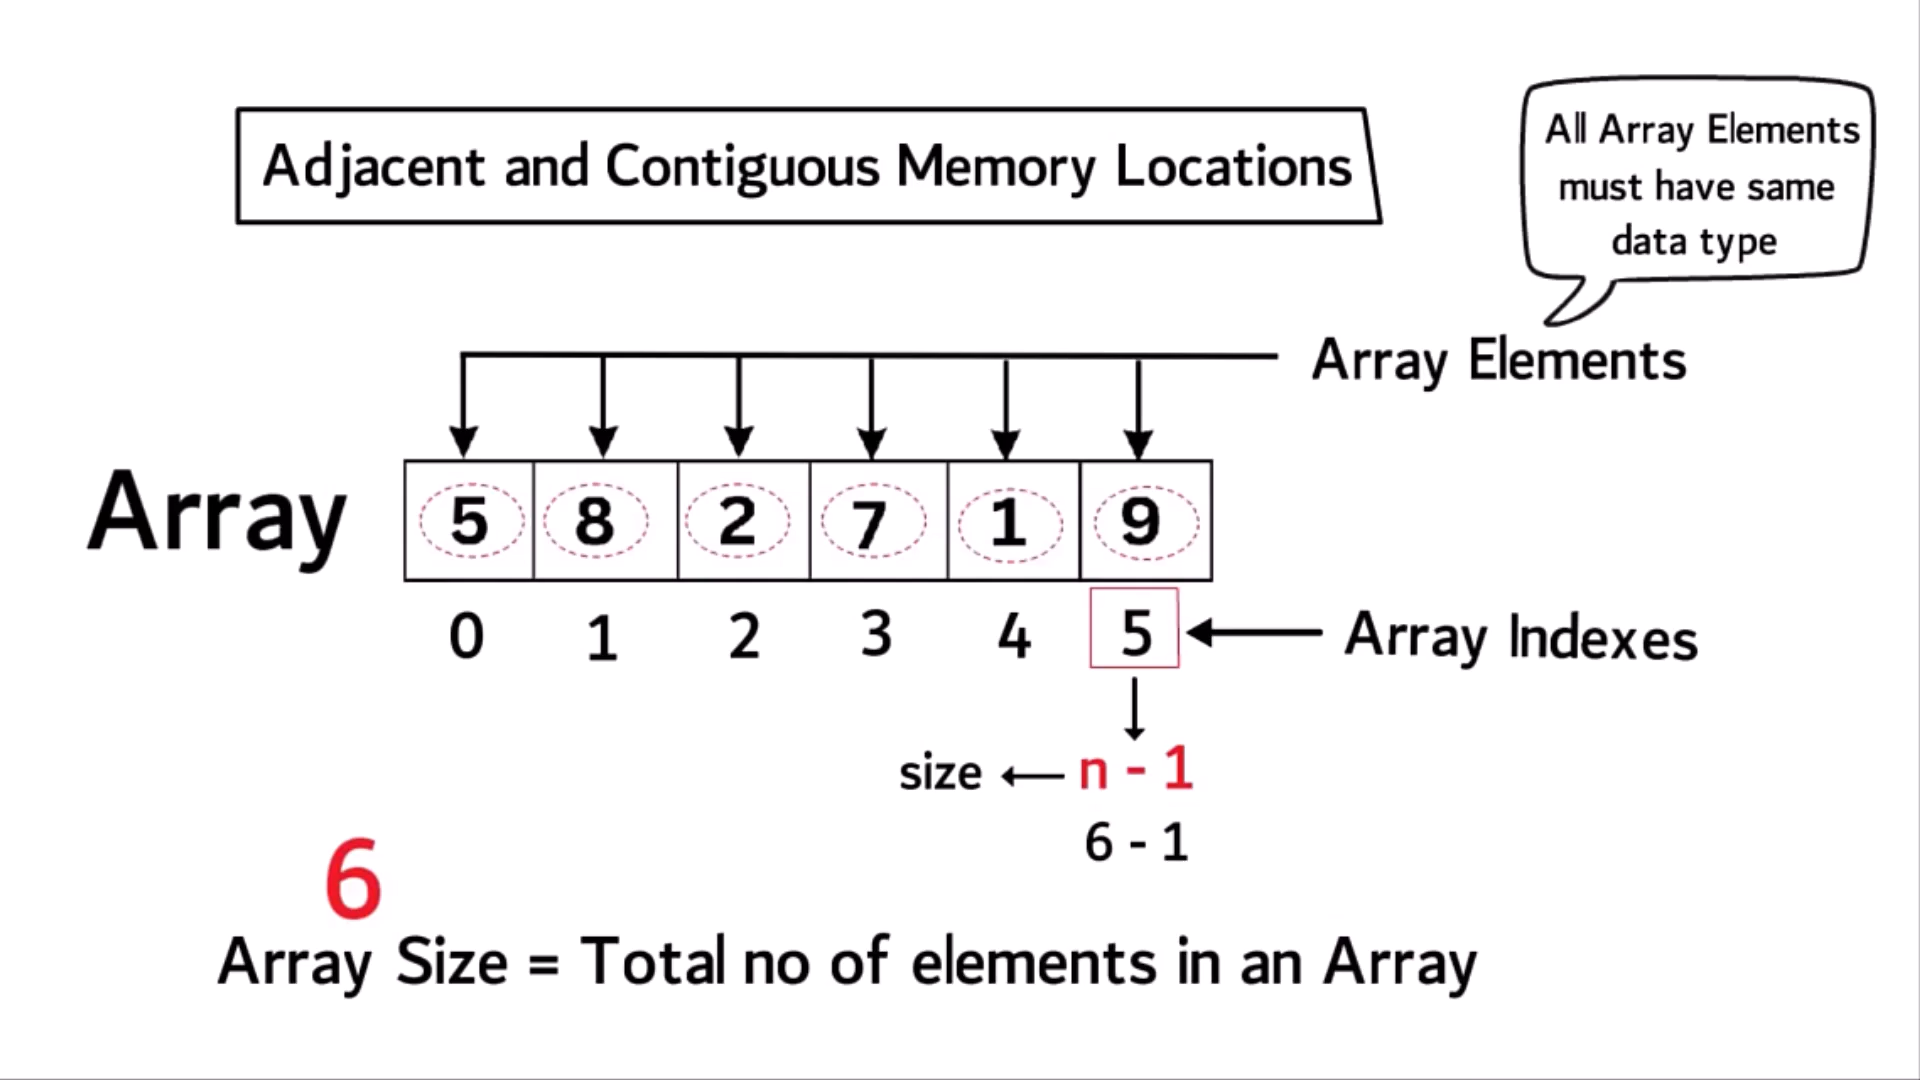 Adjacent and Contiguous Memory Locations
All Array Elements
must have same
data type
Array Elements
Array
5 8 2 7 1 9
0 1 2 3 4 5
Array Indexes
size
n - 1
6 - 1
6
Array Size = Total no of elements in an Array